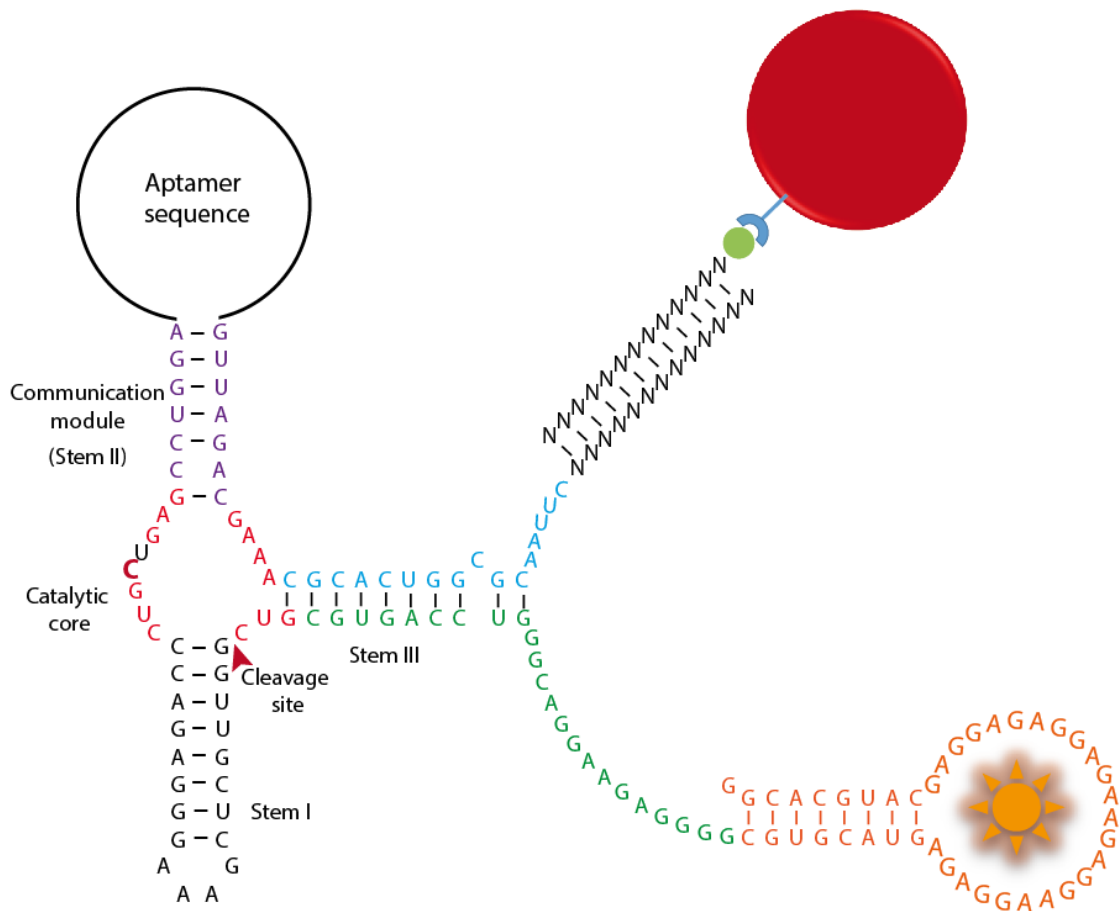 Aptamer
sequence
A G
G U
G U
U A
C G
C A
G C
Communication
module
(Stem II)
A G U C G U C
Catalytic
core
G A A A
C G C A C U G G C G C
A A U U C
N N N N N N N N N N N N N
N N N N N N N N N N N N N
C U G C G U G A C C U G
Stem III
Cleavage
site
C G
C G
A U
G U
A G
G C
G U
G C
A A A G
Stem I
G G C A G G A A G A G G G G
G G C A C G U A C
C G U G C A U G
G A G G A G A G G A G A A G A G G A A G G A G A